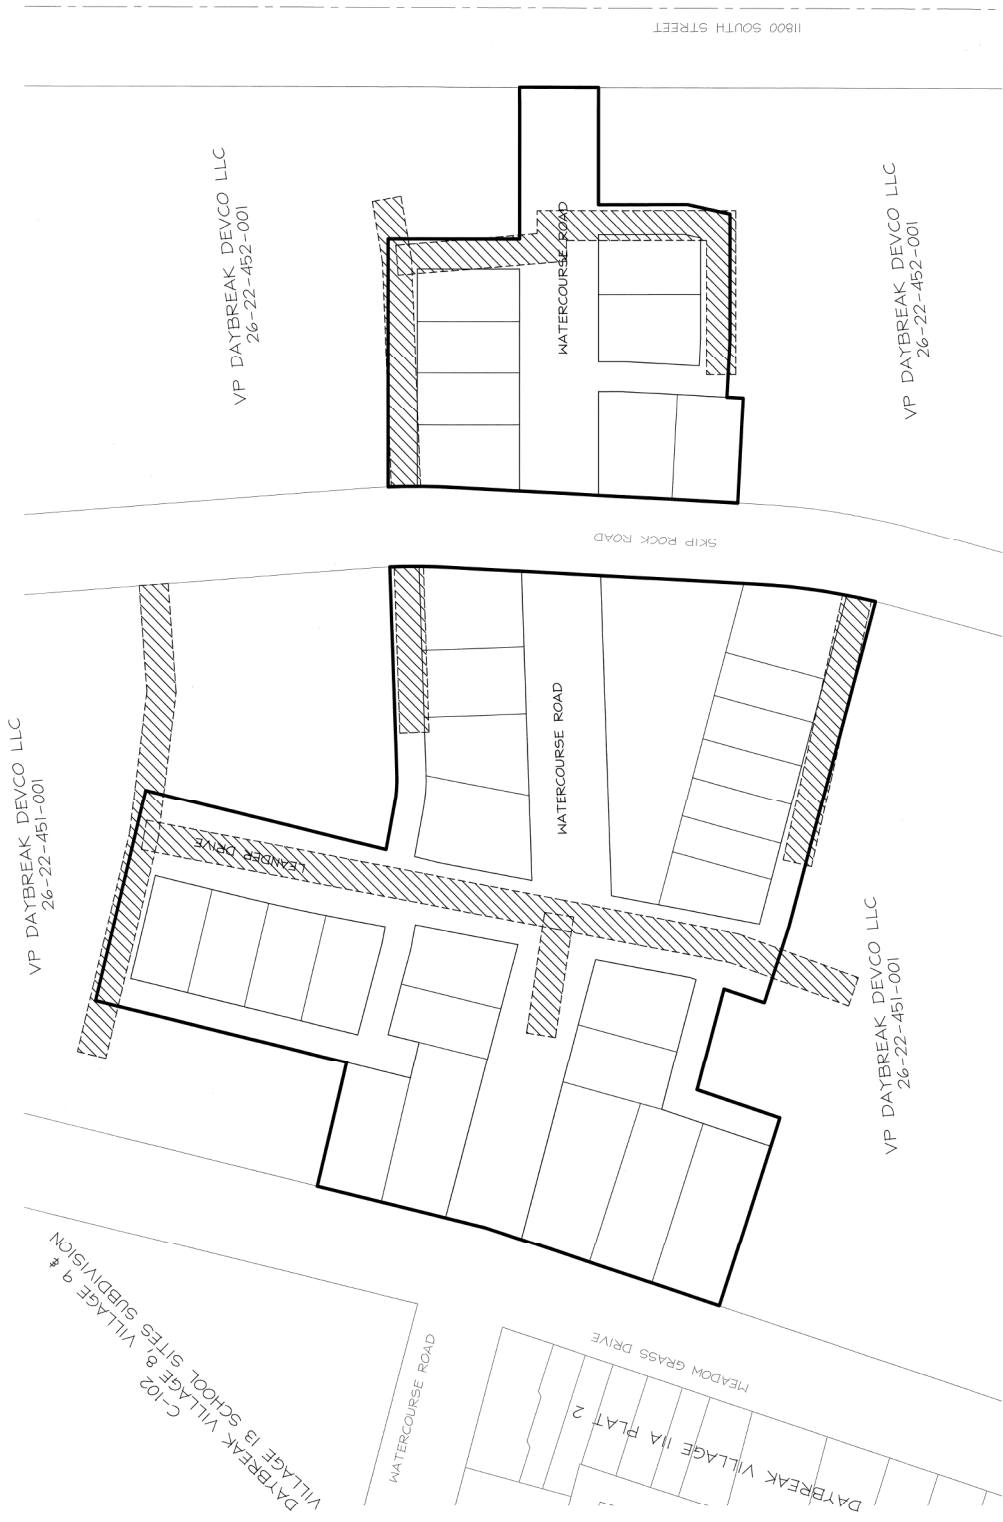 11800 SOUTH STREET
VP DAYBREAK DEVCO LLC
26-22-452-001
VP DAYBREAK DEVCO LLC
26-22-452-001
WATERCOURSE ROAD
SKIP ROCK ROAD
WATERCOURSE ROAD
VP DAYBREAK DEVCO LLC
26-22-451-001
LEANDER DRIVE
VP DAYBREAK DEVCO LLC
26-22-451-001
C-102
DAYBREAK VILLAGE 8, VILLAGE 9 &
VILLAGE 13 SCHOOL SITES SUBDIVISION
WATERCOURSE ROAD
MEADOW GRASS DRIVE
DAYBREAK VILLAGE 11A PLAT 2